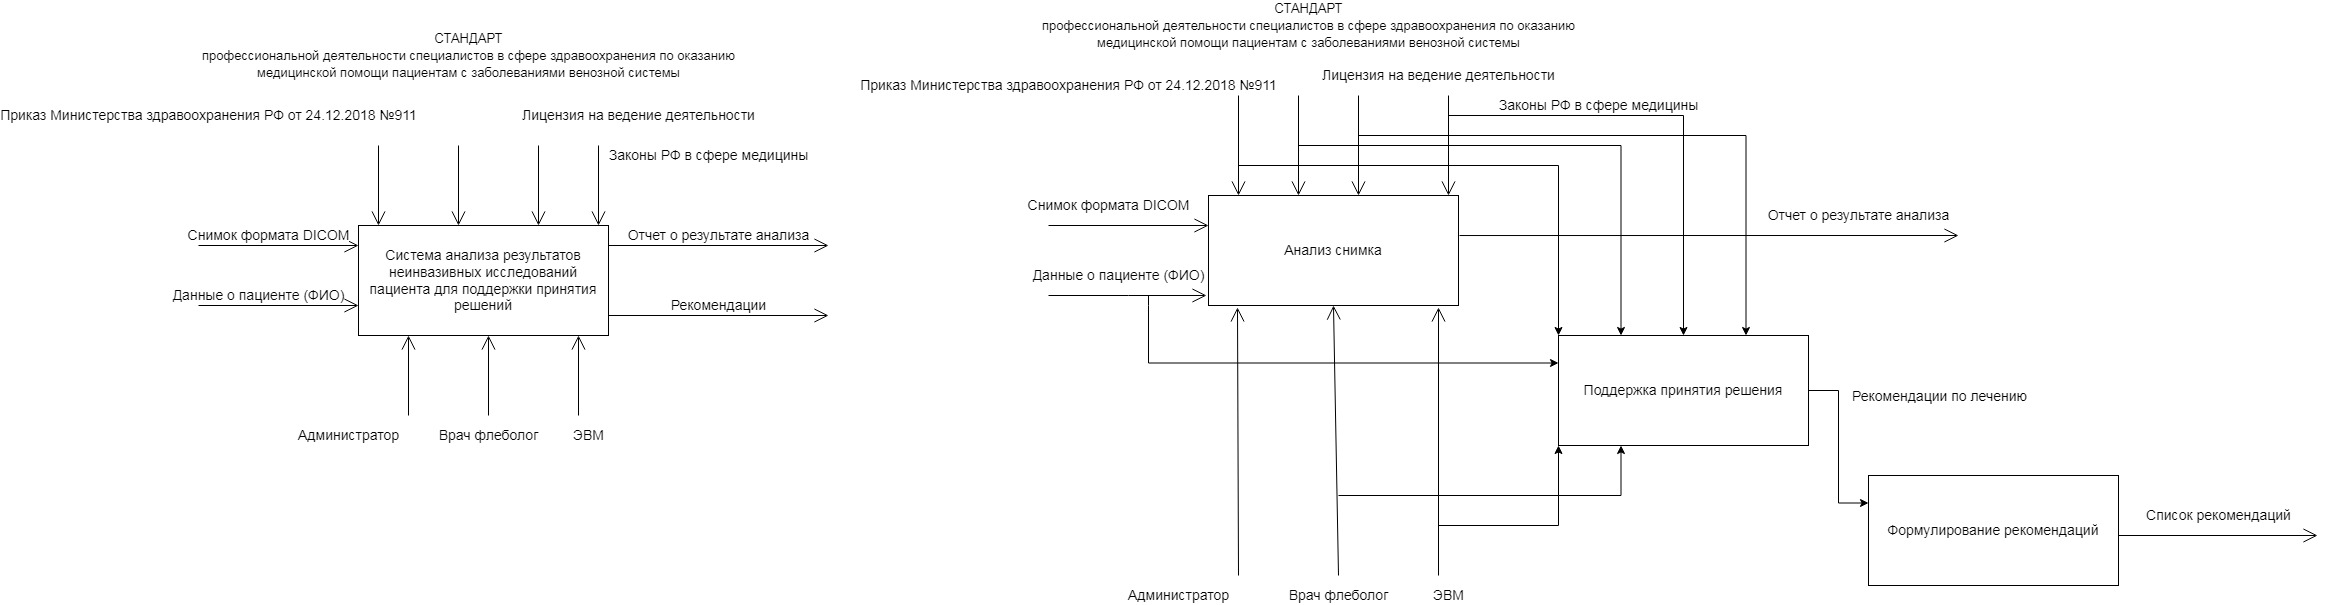 СТАНДАРТ
профессиональной деятельности специалистов в сфере здравоохранения по оказанию
медицинской помощи пациентам с заболеваниями венозной системы
Приказ Министерства здравоохранения РФ от 24.12.2018 №911
Лицензия на ведение деятельности
Законы РФ в сфере медицины
Снимок формата DICOM
Данные о пациенте (ФИО)
Система анализа результатов
неинвазивных исследований
пациента для поддержки принятия
решений
Отчет о результате анализа
Рекомендации
Администратор
Врач флеболог
ЭВМ
СТАНДАРТ
профессиональной деятельности специалистов в сфере здравоохранения по оказанию
медицинской помощи пациентам с заболеваниями венозной системы
Приказ Министерства здравоохранения РФ от 24.12.2018 №911
Лицензия на ведение деятельности
Законы РФ в сфере медицины
Снимок формата DICOM
Данные о пациенте (ФИО)
Анализ снимка
Отчет о результате анализа
Поддержка принятия решения
Рекомендации по лечению
Формулирование рекомендаций
Список рекомендаций
Администратор
Врач флеболог
ЭВМ